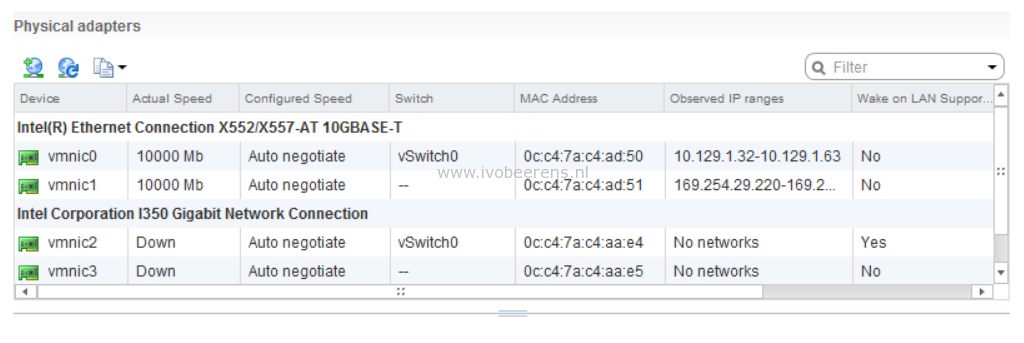 Physical adapters
Filter
Device Actual Speed Configured Speed Switch MAC Address Observed IP ranges Wake on LAN Suppor...
Intel(R) Ethernet Connection X552/X557-AT 10GBASE-T
vmnic0 10000 Mb Auto negotiate vSwitch0 0c:c4:7a:c4:ad:50 10.129.1.32-10.129.1.63 No
www.ivobeerens.nl
vmnic1 10000 Mb Auto negotiate -- 0c:c4:7a:c4:ad:51 169.254.29.220-169.2... No
Intel Corporation I350 Gigabit Network Connection
vmnic2 Down Auto negotiate vSwitch0 0c:c4:7a:c4:aa:e4 No networks Yes
vmnic3 Down Auto negotiate -- 0c:c4:7a:c4:aa:e5 No networks No